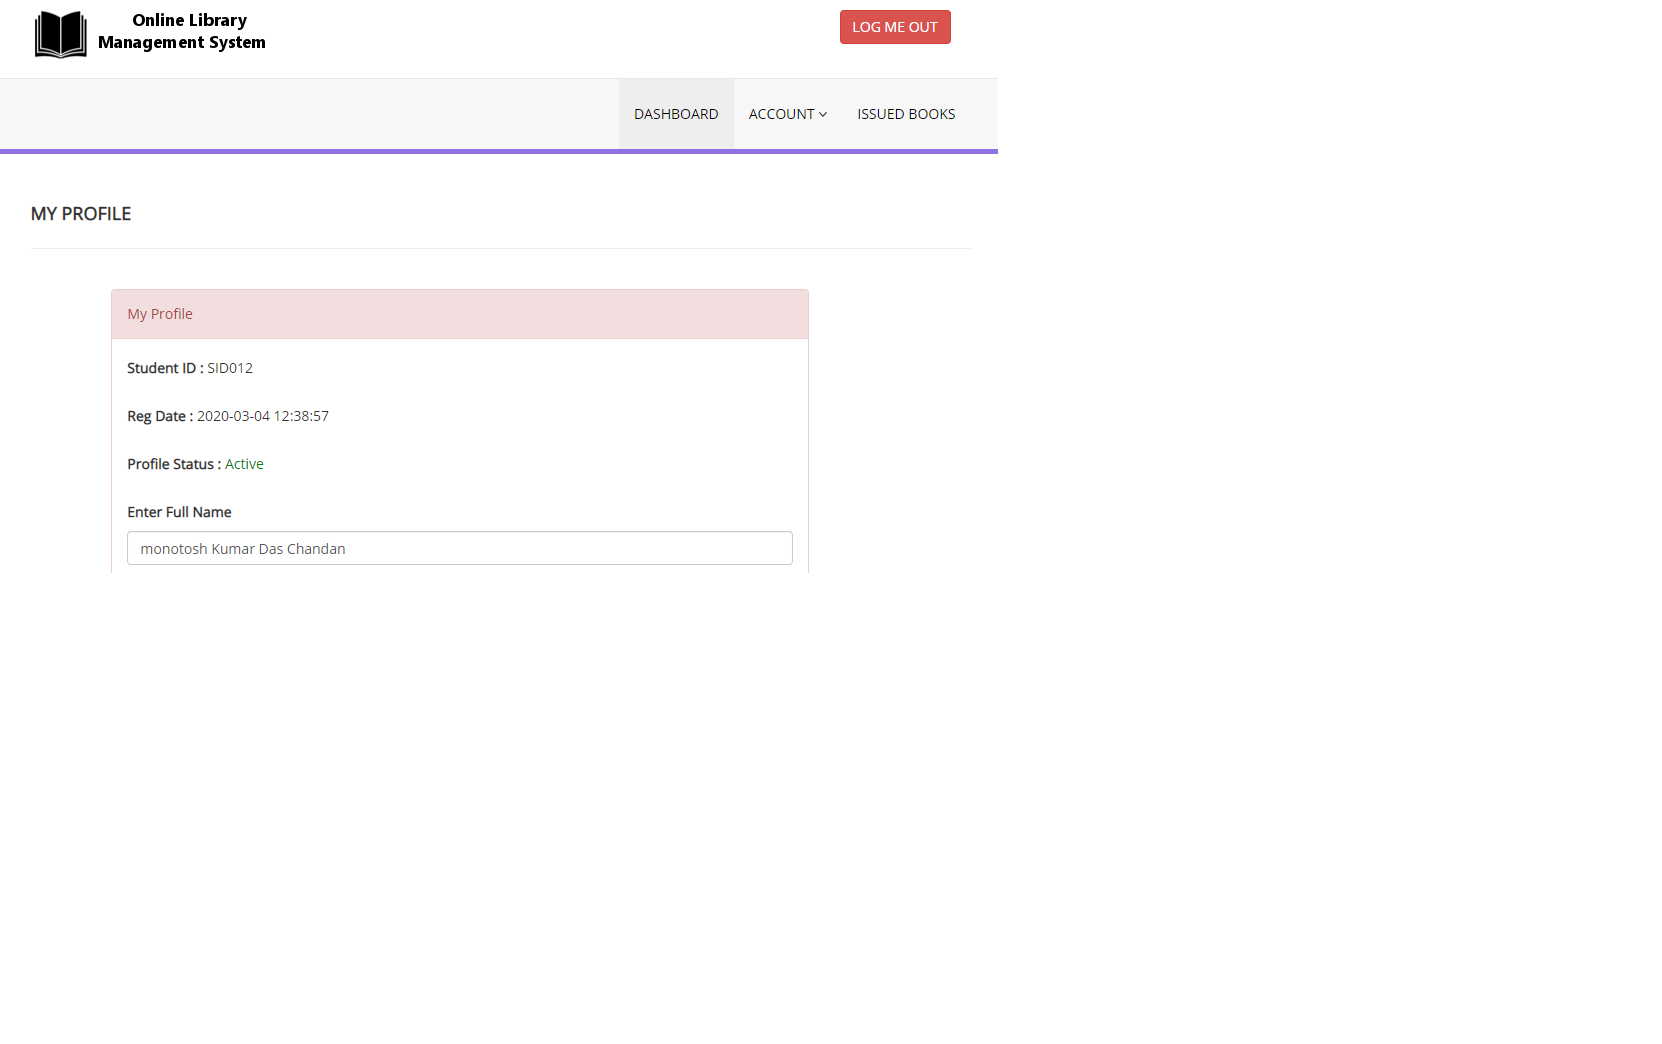 Online Library
Management System
LOG ME OUT
DASHBOARD ACCOUNT ISSUED BOOKS
MY PROFILE
My Profile
Student ID : SID012
Reg Date : 2020-03-04 12:38:57
Profile Status : Active
Enter Full Name
monotosh Kumar Das Chandan